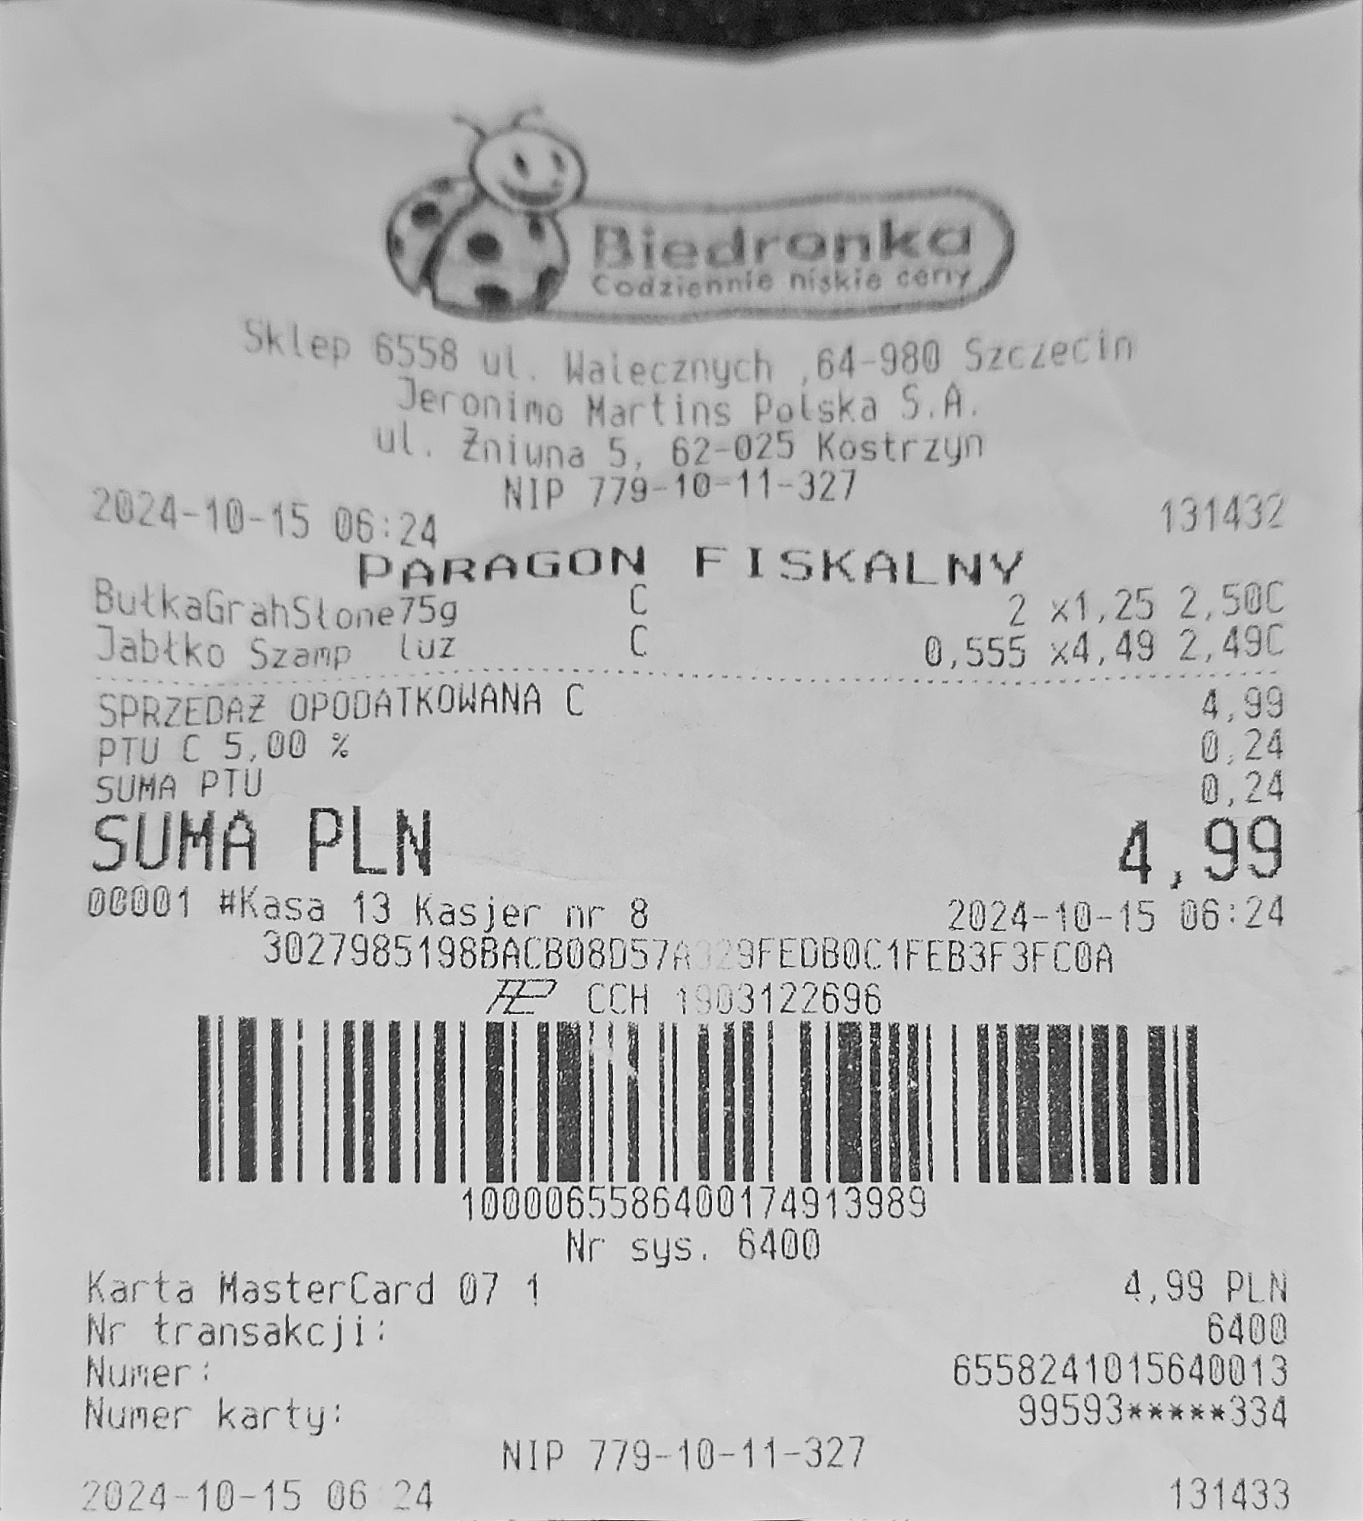 Biedronka
Codziennie niskie ceny
Sklep 6558 ul. Walecznych ,64-980 Szczecin
Jeronimo Martins Polska S.A.
ul. Żniwna 5, 62-025 Kostrzyn
NIP 779-10-11-327
2024-10-15 06:24 131432
PARAGON FISKALNY
BułkaGrahSłone75g C 2 x1,25 2,50C
Jabłko Szamp luz C 0,555 x4,49 2,49C
SPRZEDAŻ OPODATKOWANA C 4,99
PTU C 5,00 % 0,24
SUMA PTU 0,24
SUMA PLN 4,99
00001 #Kasa 13 Kasjer nr 8 2024-10-15 06:24
CCH 1903122696
1000065586400174913989
Nr sys. 6400
Karta MasterCard 07 1 4,99 PLN
Nr transakcji: 6400
Numer: 6558241015640013
Numer karty: 99593*****334
NIP 779-10-11-327
2024-10-15 06 24 131433